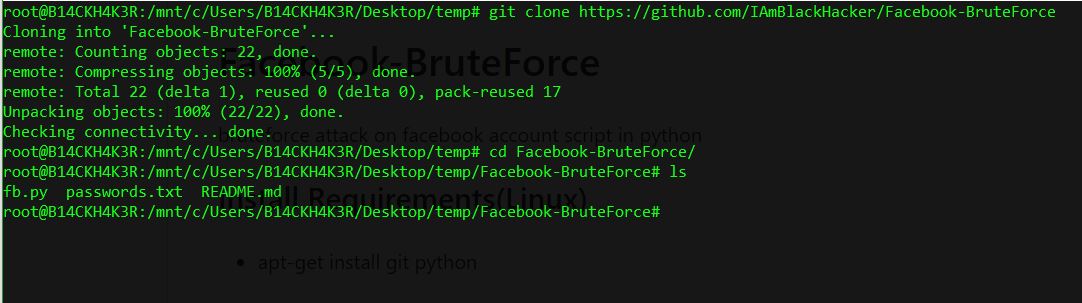 root@B14CKH4K3R:/mnt/c/Users/B14CKH4K3R/Desktop/temp# git clone https://github.com/IAmBlackHacker/Facebook-BruteForce
Cloning into 'Facebook-BruteForce'...
remote: Counting objects: 22, done.
Facebook-BruteForce
remote: Compressing objects: 100% (5/5), done.
remote: Total 22 (delta 1), reused 0 (delta 0), pack-reused 17
Unpacking objects: 100% (22/22), done.
Checking connectivity... done.
bruteforce attack on facebook account script in python
root@B14CKH4K3R:/mnt/c/Users/B14CKH4K3R/Desktop/temp# cd Facebook-BruteForce/
root@B14CKH4K3R:/mnt/c/Users/B14CKH4K3R/Desktop/temp/Facebook-BruteForce# ls
fb.py  passwords.txt  README.md
Install Requirements(Linux)
root@B14CKH4K3R:/mnt/c/Users/B14CKH4K3R/Desktop/temp/Facebook-BruteForce#
• apt-get install git python